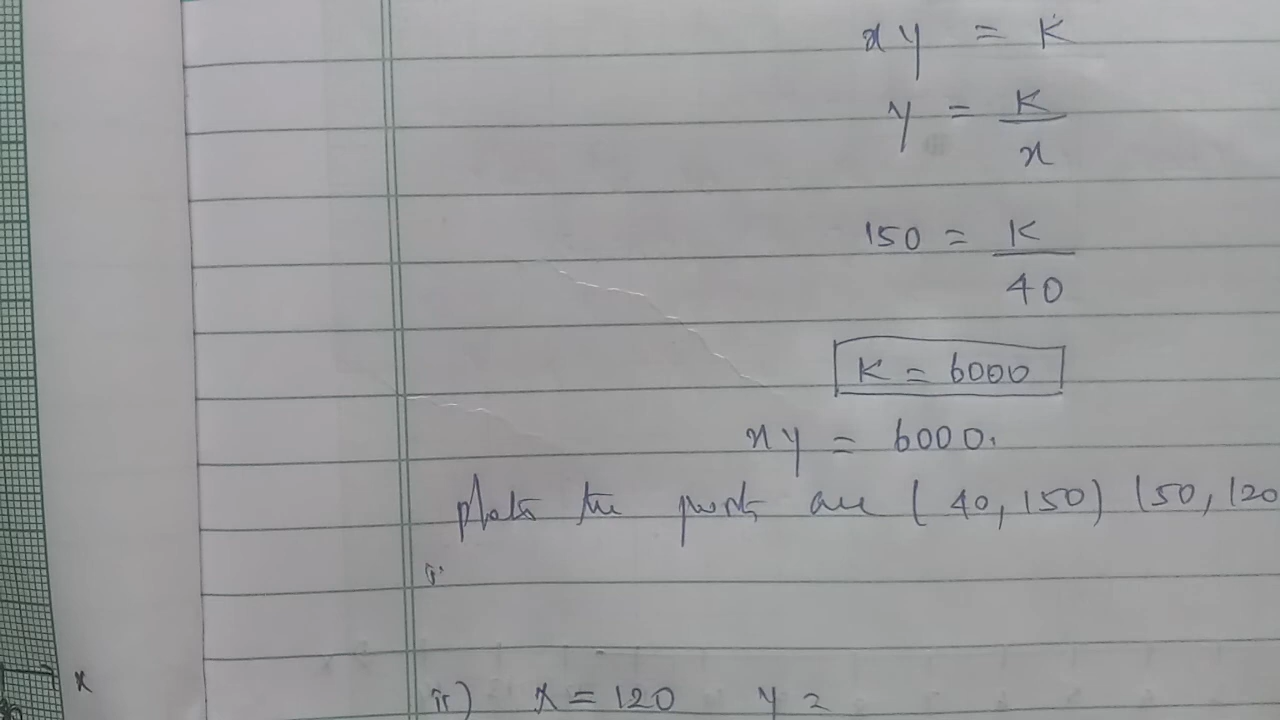 xy = K
y = K
x
150 = K
40
K = 6000
xy = 6000.
the points are (40, 150) (50, 120
ii) x = 120 y =
x